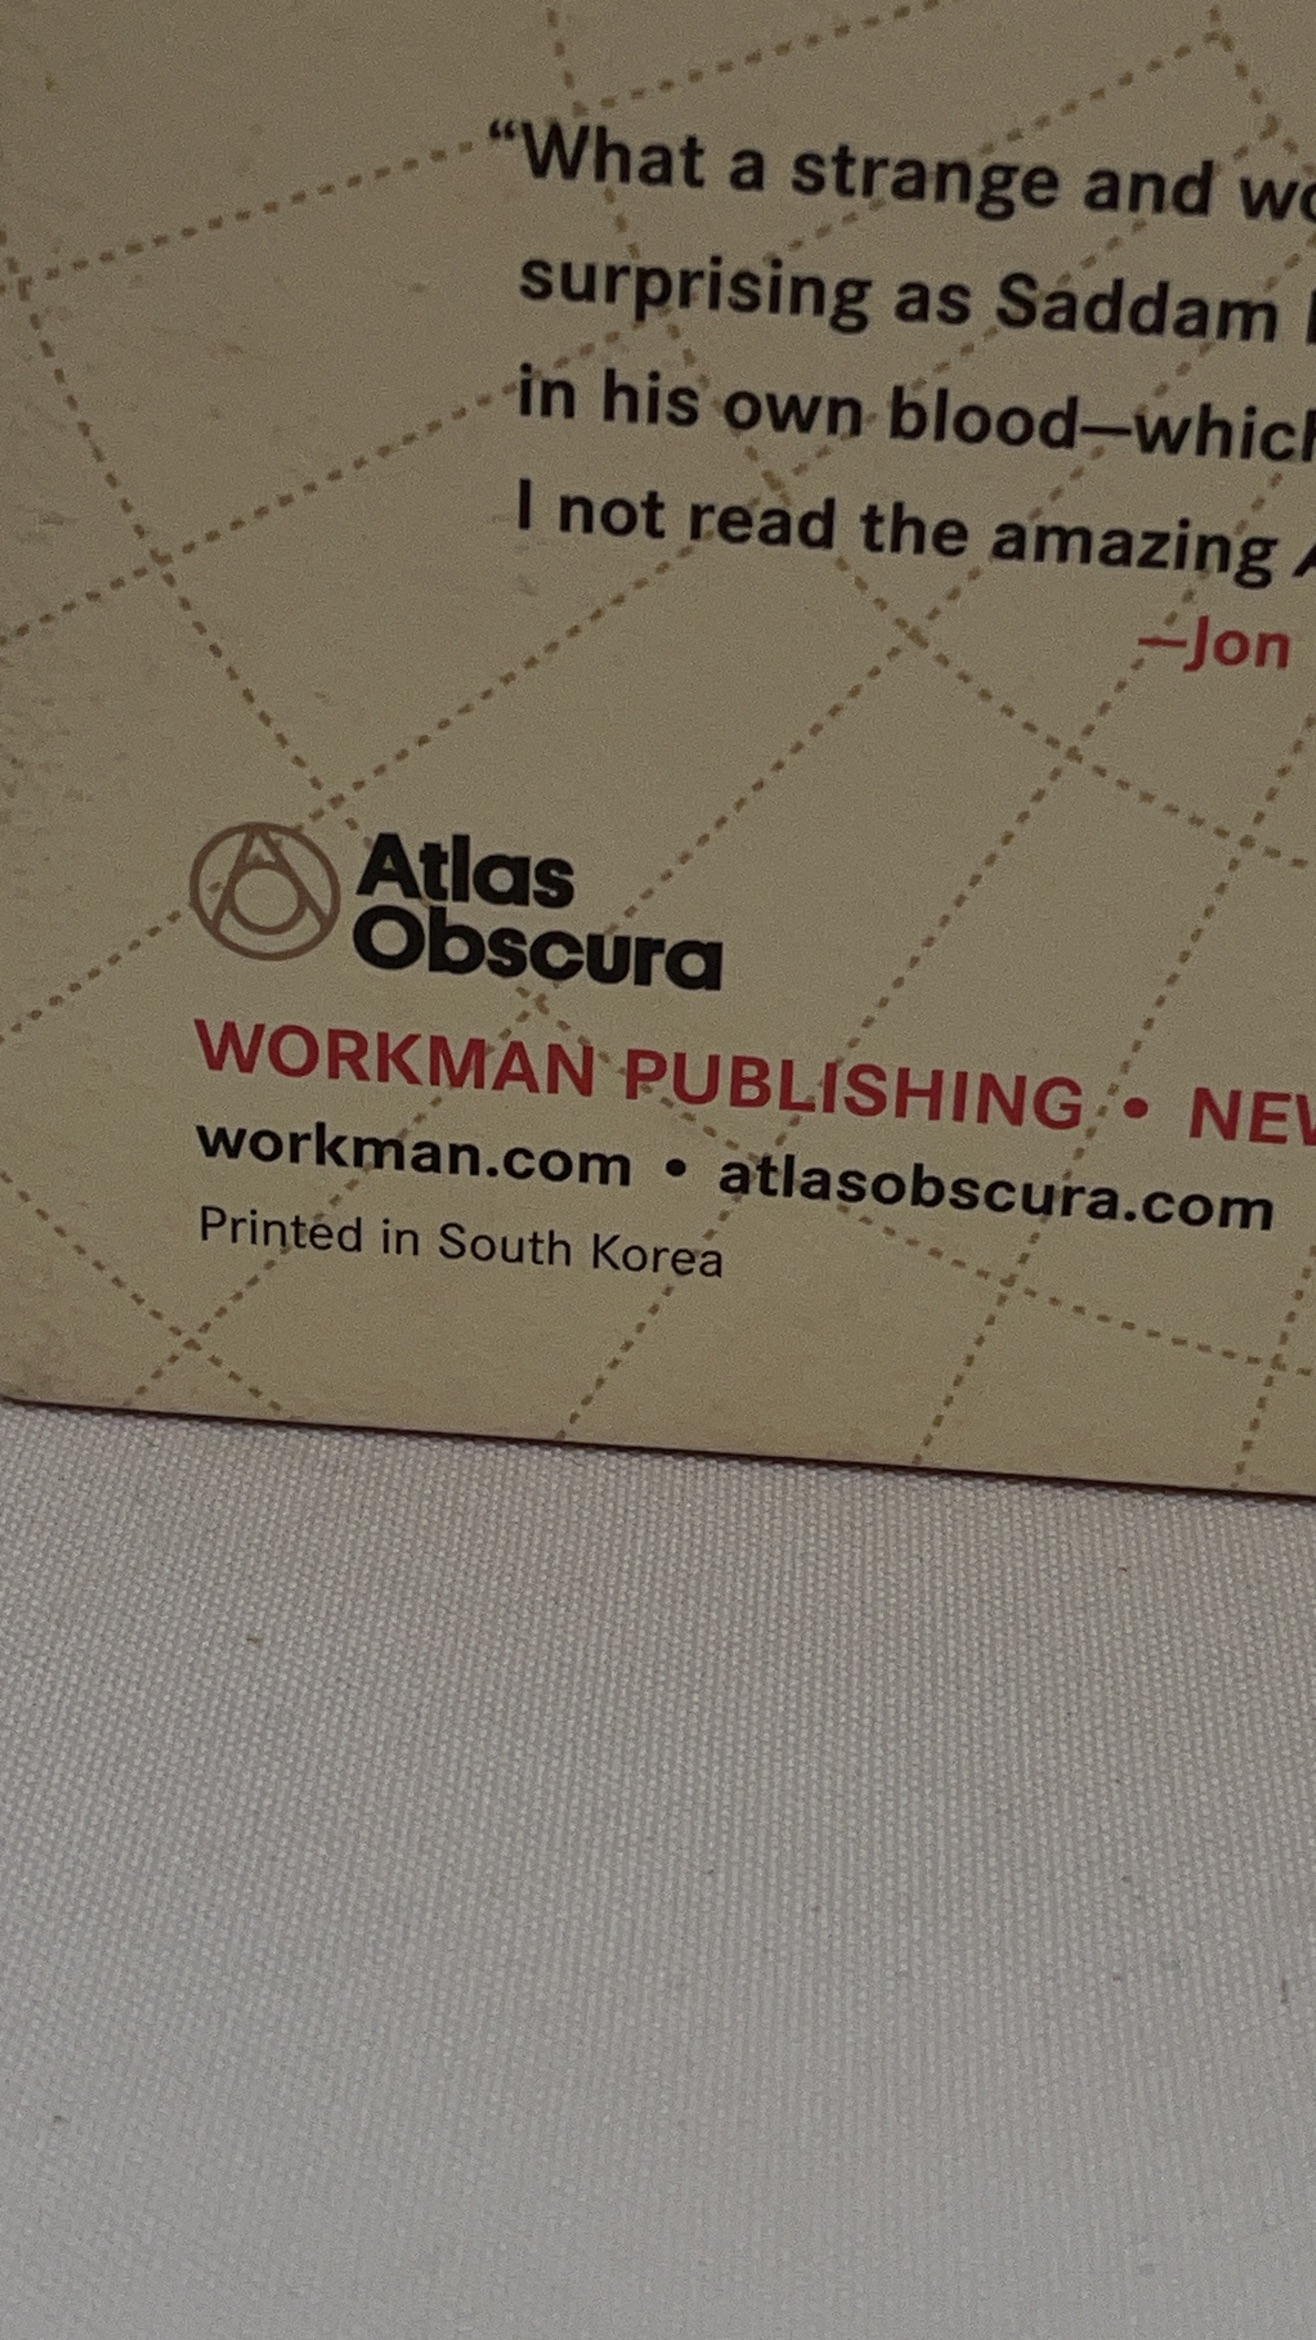 “What a strange and
surprising as Saddam
in his own blood—which
I not read the amazing
—Jon
Atlas
Obscura
WORKMAN PUBLISHING •
workman.com • atlasobscura.com
Printed in South Korea